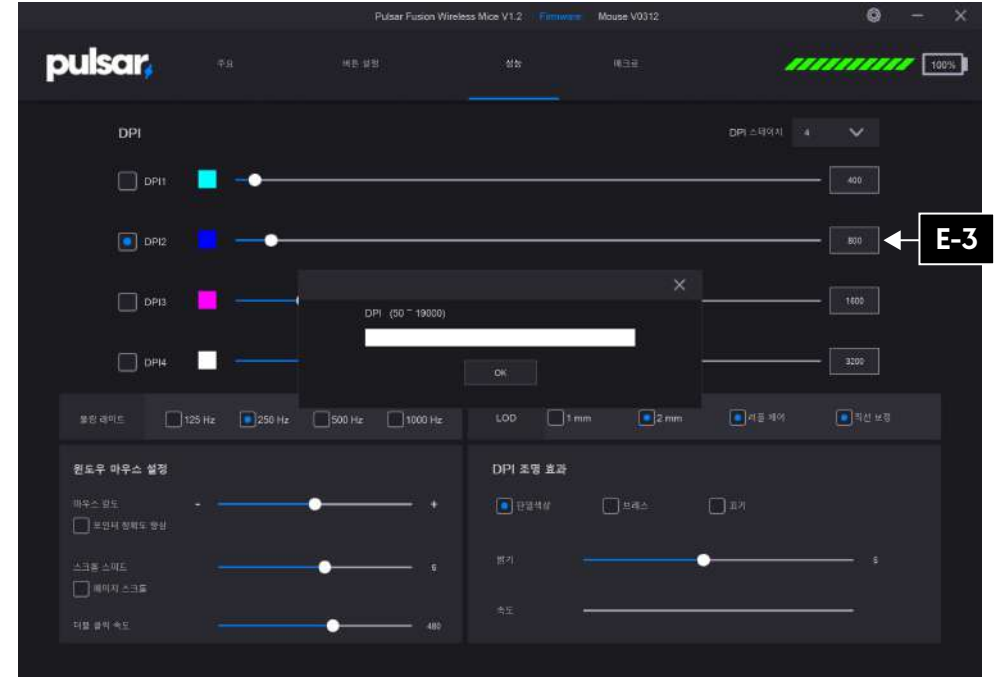 Pulsar Fusion Wireless Mice V1.2 Firmware Mouse V0312
pulsar
주요 버튼 설정 성능 매크로 100%
DPI DPI 스테이지 4
DPI1 400
DPI2 800 E-3
DPI3 1600
DPI (50 ~ 19000)
DPI4 3200
OK
폴링 레이트 125 Hz 250 Hz 500 Hz 1000 Hz LOD 1 mm 2 mm 리플 제어 직선 보정
윈도우 마우스 설정 DPI 조명 효과
마우스 감도 - + 단일색상 브레스 끄기
포인터 정확도 향상
스크롤 스피드 6 밝기 6
페이지 스크롤
더블 클릭 속도 480 속도